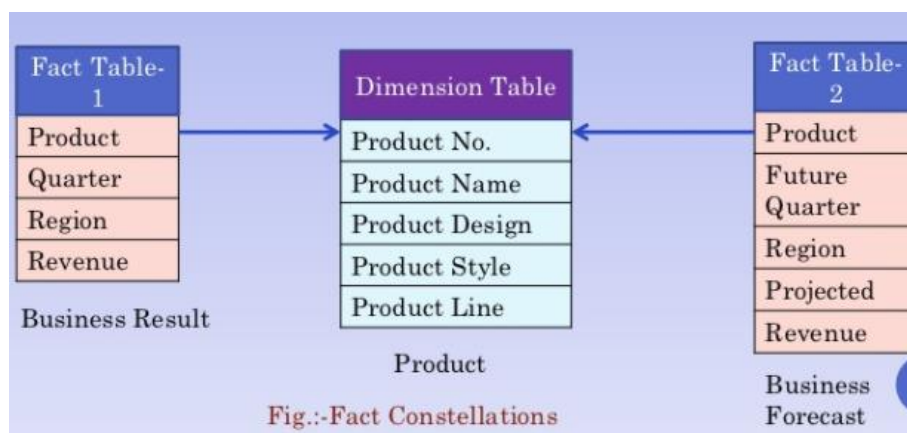 Fact Table-
1
Product
Quarter
Region
Revenue
Business Result
Dimension Table
Product No.
Product Name
Product Design
Product Style
Product Line
Product
Fact Table-
2
Product
Future
Quarter
Region
Projected
Revenue
Business
Forecast
Fig.:-Fact Constellations